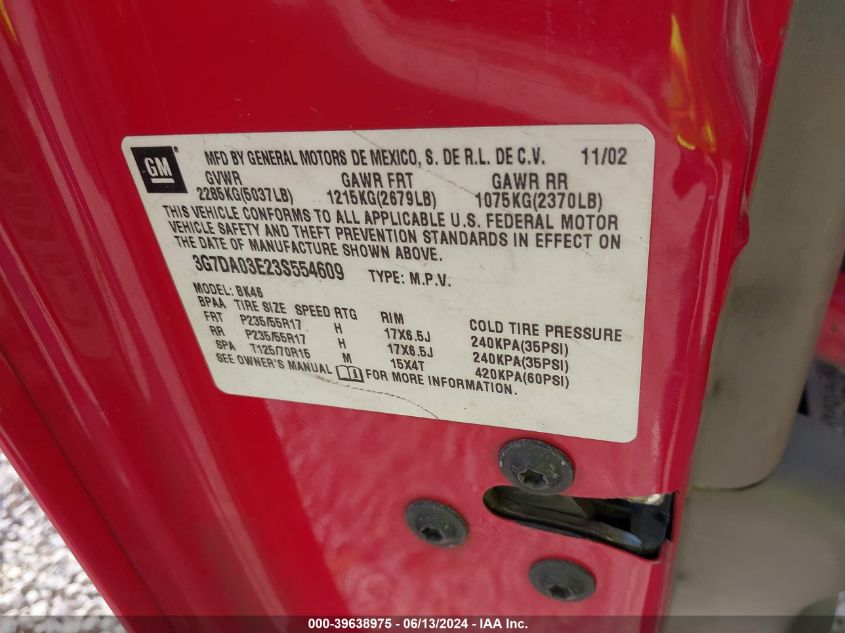 GM
MFD BY GENERAL MOTORS DE MEXICO, S. DE R.L. DE C.V. 11/02
GVWR GAWR FRT GAWR RR
2285KG(5037LB) 1215KG(2679LB) 1075KG(2370LB)
THIS VEHICLE CONFORMS TO ALL APPLICABLE U.S. FEDERAL MOTOR
VEHICLE SAFETY AND THEFT PREVENTION STANDARDS IN EFFECT ON
THE DATE OF MANUFACTURE SHOWN ABOVE.
3G7DA03E23S554609 TYPE: M.P.V.
MODEL: BK46
BPAA TIRE SIZE SPEED RTG RIM COLD TIRE PRESSURE
FRT P235/55R17 H 17X6.5J 240KPA(35PSI)
RR P235/55R17 H 17X6.5J 240KPA(35PSI)
SPA T125/70R15 M 15X4T 420KPA(60PSI)
SEE OWNER'S MANUAL FOR MORE INFORMATION.
000-39638975 - 06/13/2024 - IAA Inc.